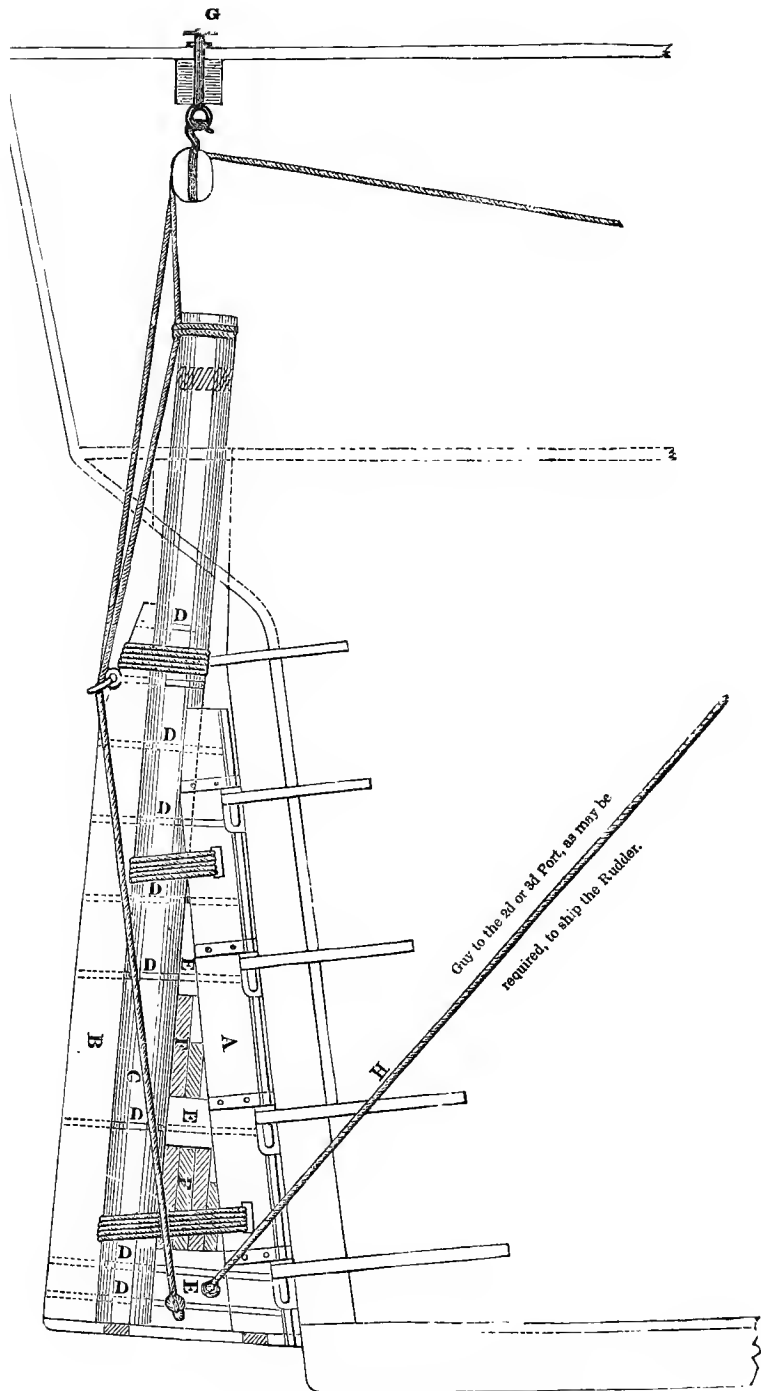 G
D
D
D
D
Guy to the 2d or 3d Port, as may be
required, to ship the Rudder.
D E
B F A
C
H
D E
F
D
D E